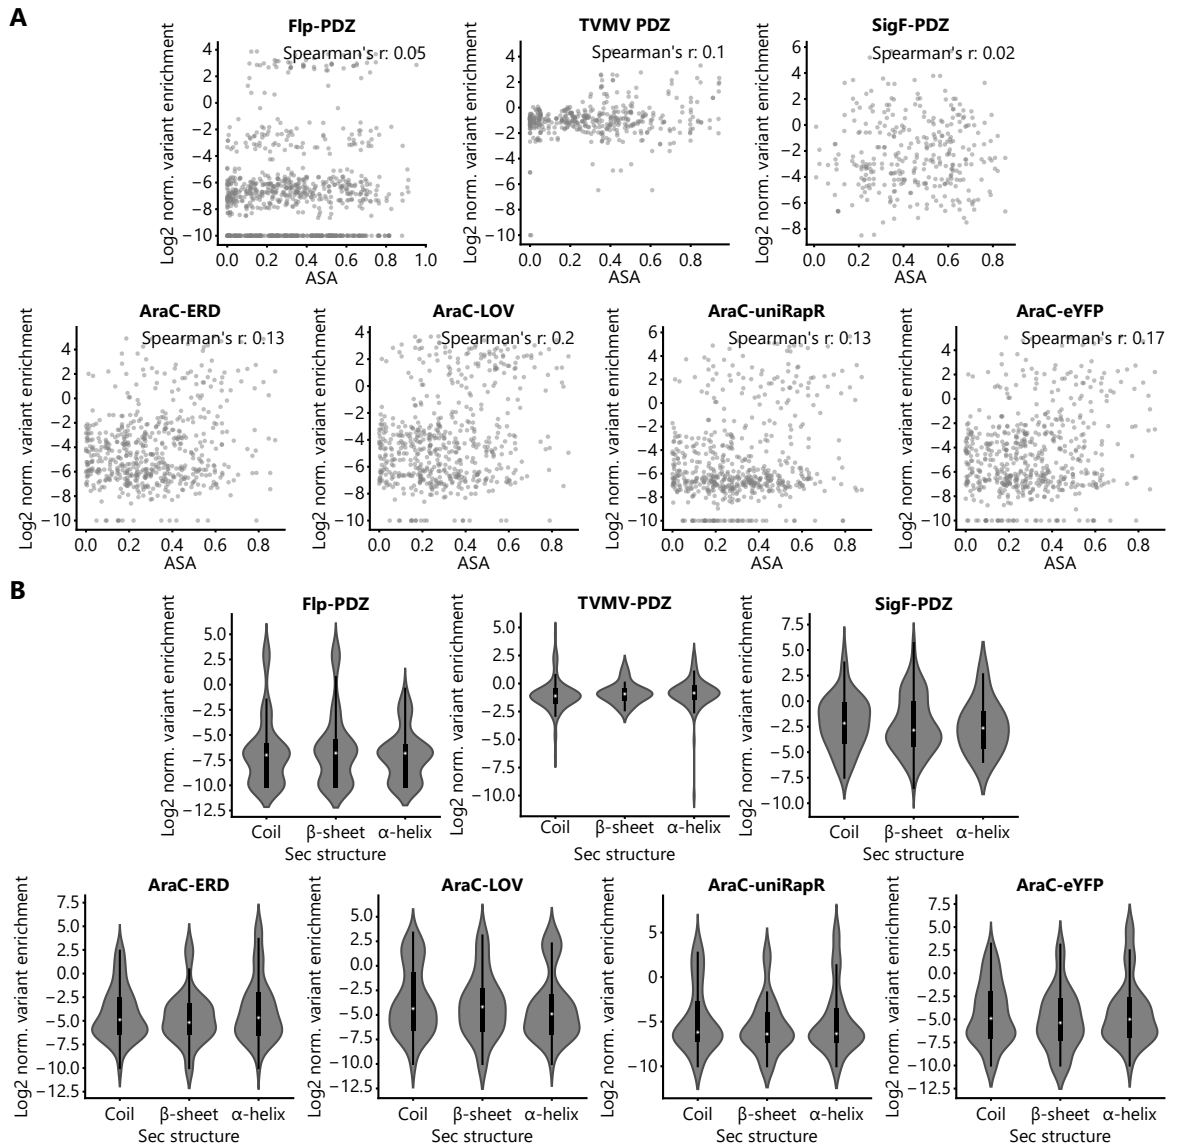 A
Flp-PDZ
Spearman's r: 0.05
Log2 norm. variant enrichment
4
2
0
−2
−4
−6
−8
−10
0.0 0.2 0.4 0.6 0.8 1.0
ASA
TVMV PDZ
Spearman's r: 0.1
Log2 norm. variant enrichment
4
2
0
−2
−4
−6
−8
−10
0.0 0.2 0.4 0.6 0.8
ASA
SigF-PDZ
Spearman's r: 0.02
Log2 norm. variant enrichment
6
4
2
0
−2
−4
−6
−8
0.0 0.2 0.4 0.6 0.8
ASA
AraC-ERD
Spearman's r: 0.13
Log2 norm. variant enrichment
4
2
0
−2
−4
−6
−8
−10
0.0 0.2 0.4 0.6 0.8
ASA
AraC-LOV
Spearman's r: 0.2
Log2 norm. variant enrichment
4
2
0
−2
−4
−6
−8
−10
0.0 0.2 0.4 0.6 0.8
ASA
AraC-uniRapR
Spearman's r: 0.13
Log2 norm. variant enrichment
6
4
2
0
−2
−4
−6
−8
−10
0.0 0.2 0.4 0.6 0.8
ASA
AraC-eYFP
Spearman's r: 0.17
Log2 norm. variant enrichment
4
2
0
−2
−4
−6
−8
−10
0.0 0.2 0.4 0.6 0.8
ASA
B
Flp-PDZ
Log2 norm. variant enrichment
5.0
2.5
0.0
−2.5
−5.0
−7.5
−10.0
−12.5
Coil β-sheet α-helix
Sec structure
TVMV-PDZ
Log2 norm. variant enrichment
5.0
2.5
0.0
−2.5
−5.0
−7.5
−10.0
Coil β-sheet α-helix
Sec structure
SigF-PDZ
Log2 norm. variant enrichment
7.5
5.0
2.5
0.0
−2.5
−5.0
−7.5
−10.0
Coil β-sheet α-helix
Sec structure
AraC-ERD
Log2 norm. variant enrichment
7.5
5.0
2.5
0.0
−2.5
−5.0
−7.5
−10.0
−12.5
Coil β-sheet α-helix
Sec structure
AraC-LOV
Log2 norm. variant enrichment
5.0
2.5
0.0
−2.5
−5.0
−7.5
−10.0
−12.5
Coil β-sheet α-helix
Sec structure
AraC-uniRapR
Log2 norm. variant enrichment
5
0
−5
−10
Coil β-sheet α-helix
Sec structure
AraC-eYFP
Log2 norm. variant enrichment
7.5
5.0
2.5
0.0
−2.5
−5.0
−7.5
−10.0
−12.5
Coil β-sheet α-helix
Sec structure